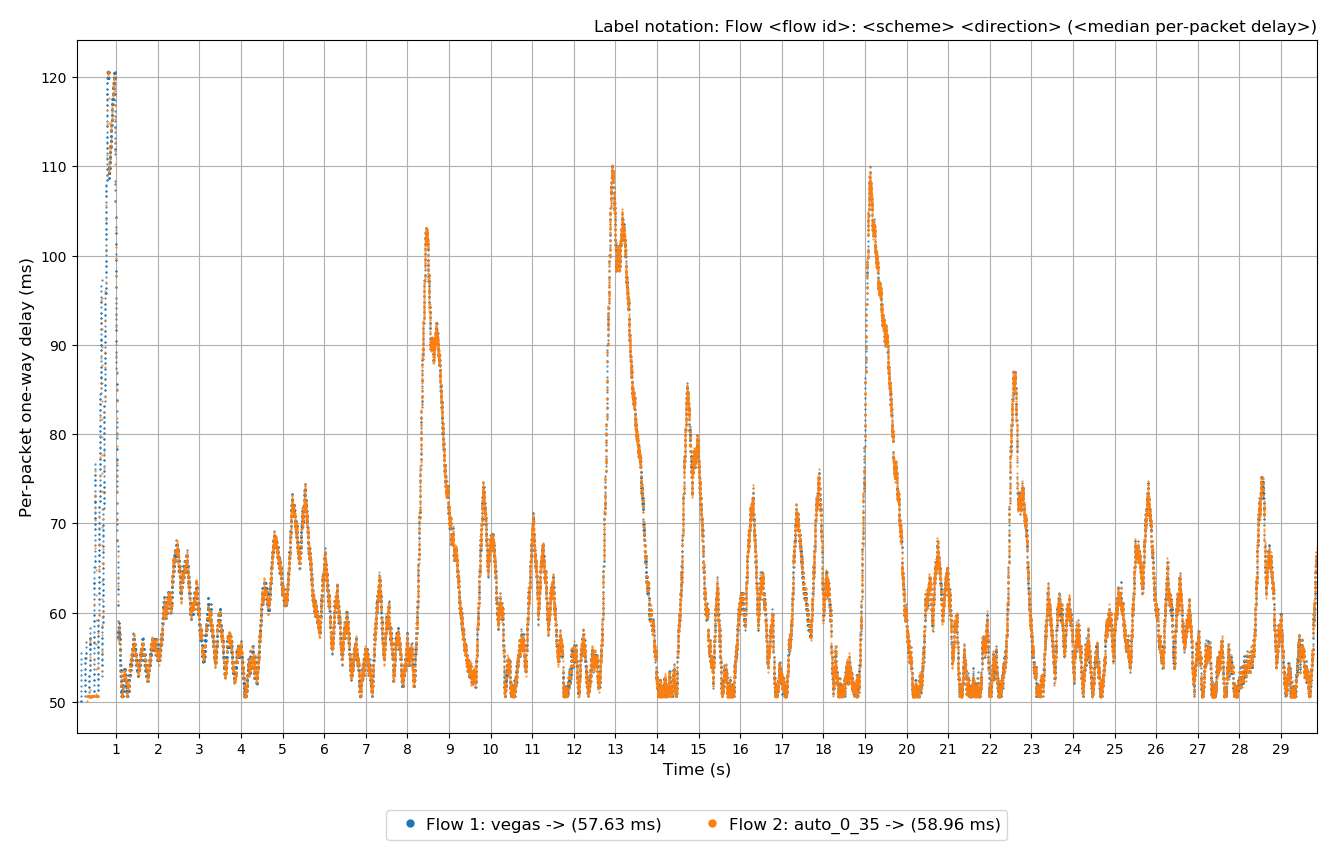 Label notation: Flow <flow id>: <scheme> <direction> (<median per-packet delay>)
Per-packet one-way delay (ms)
120
110
100
90
80
70
60
50
1 2 3 4 5 6 7 8 9 10 11 12 13 14 15 16 17 18 19 20 21 22 23 24 25 26 27 28 29
Time (s)
Flow 1: vegas -> (57.63 ms) Flow 2: auto_0_35 -> (58.96 ms)